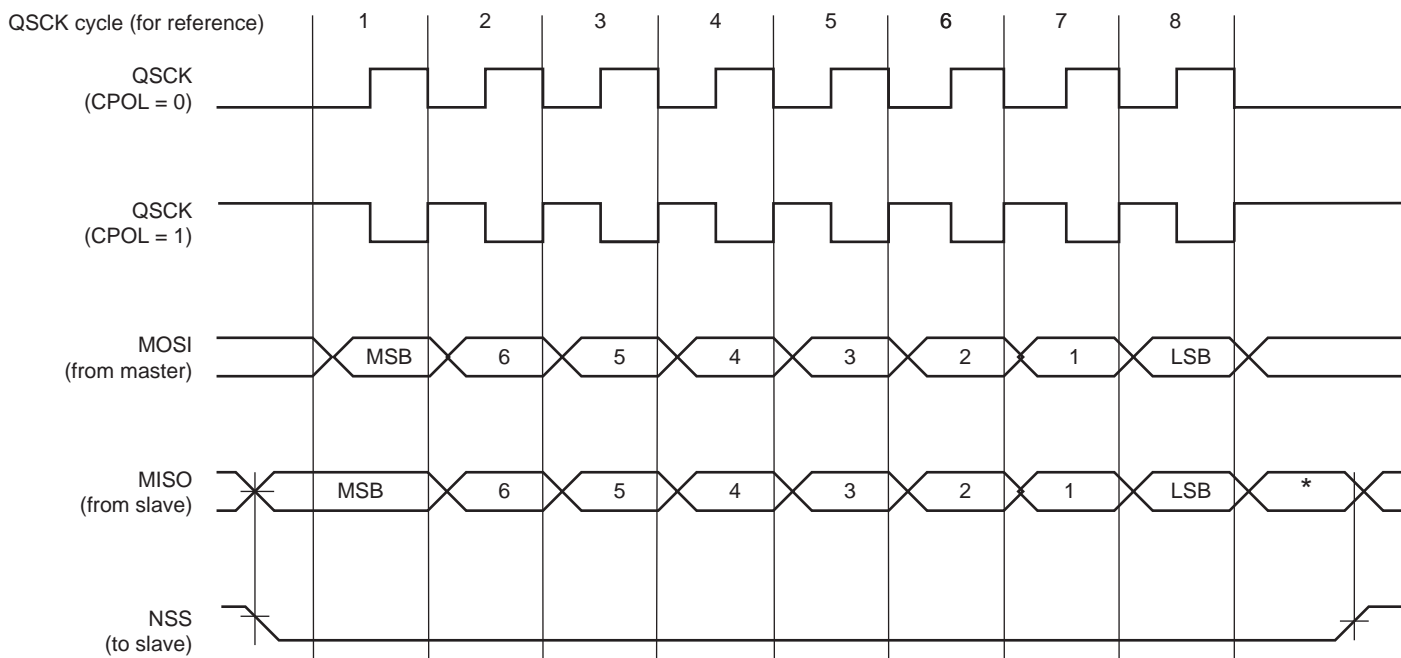 QSCK cycle (for reference) 1 2 3 4 5 6 7 8
QSCK
(CPOL = 0)
QSCK
(CPOL = 1)
MOSI
(from master)
MSB 6 5 4 3 2 1 LSB
MISO
(from slave)
MSB 6 5 4 3 2 1 LSB *
NSS
(to slave)